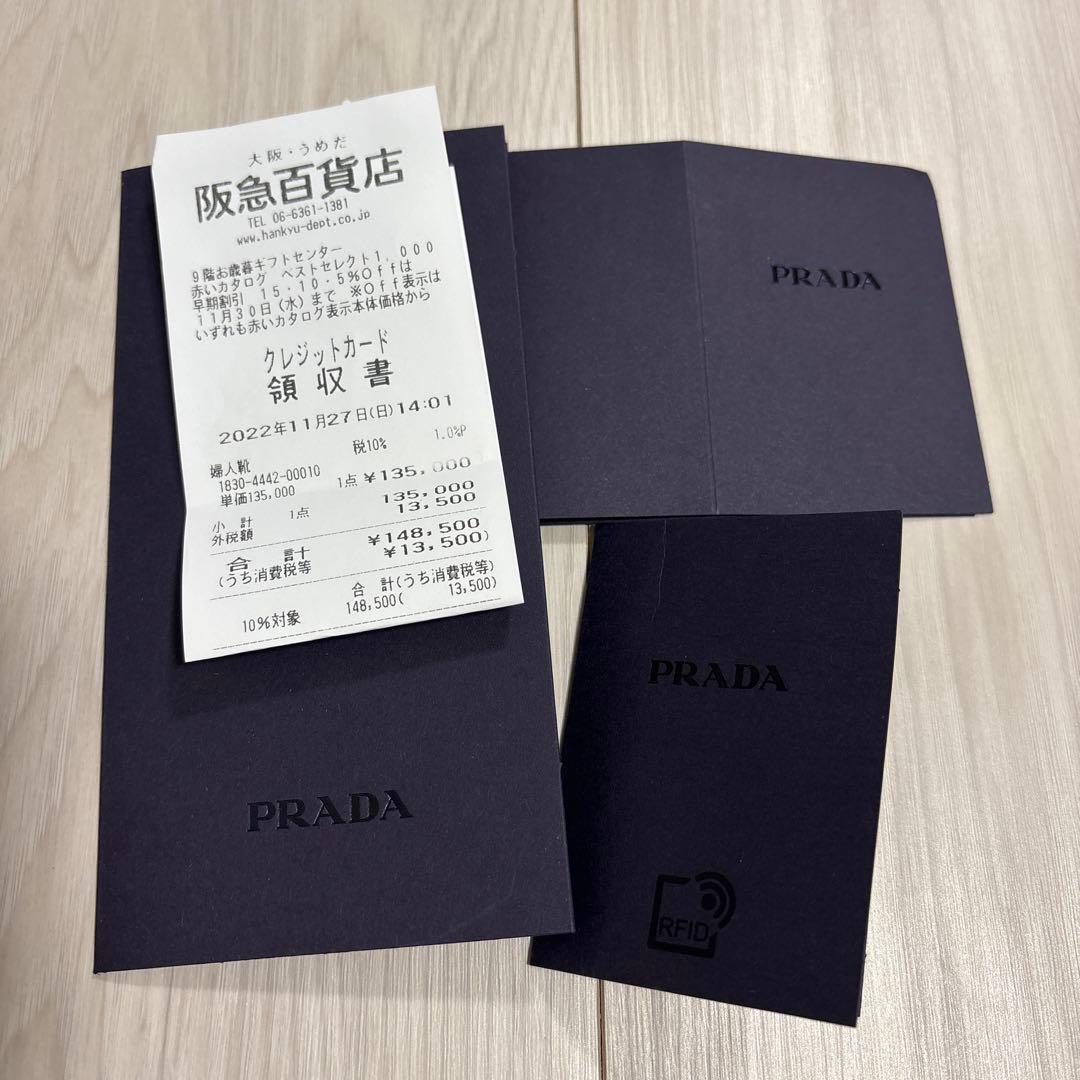 大阪・うめだ
阪急百貨店
TEL 06-6361-1381
www.hankyu-dept.co.jp
9階お歳暮ギフトセンター
赤いカタログ ベストセレクト1,000
早期割引 15・10・5%Offは
11月30日(水)まで ※Off表示は
いずれも赤いカタログ表示本体価格から
クレジットカード
領収書
2022年11月27日(日)14:01
税10% 1.0%P
婦人靴
1830-4442-00010
単価135,000 1点 ¥135,000
小計 1点 135,000
外税額 13,500
合計 ¥148,500
(うち消費税等 ¥13,500)
合 計(うち消費税等)
10%対象 148,500( 13,500)
PRADA
PRADA
PRADA
RFID